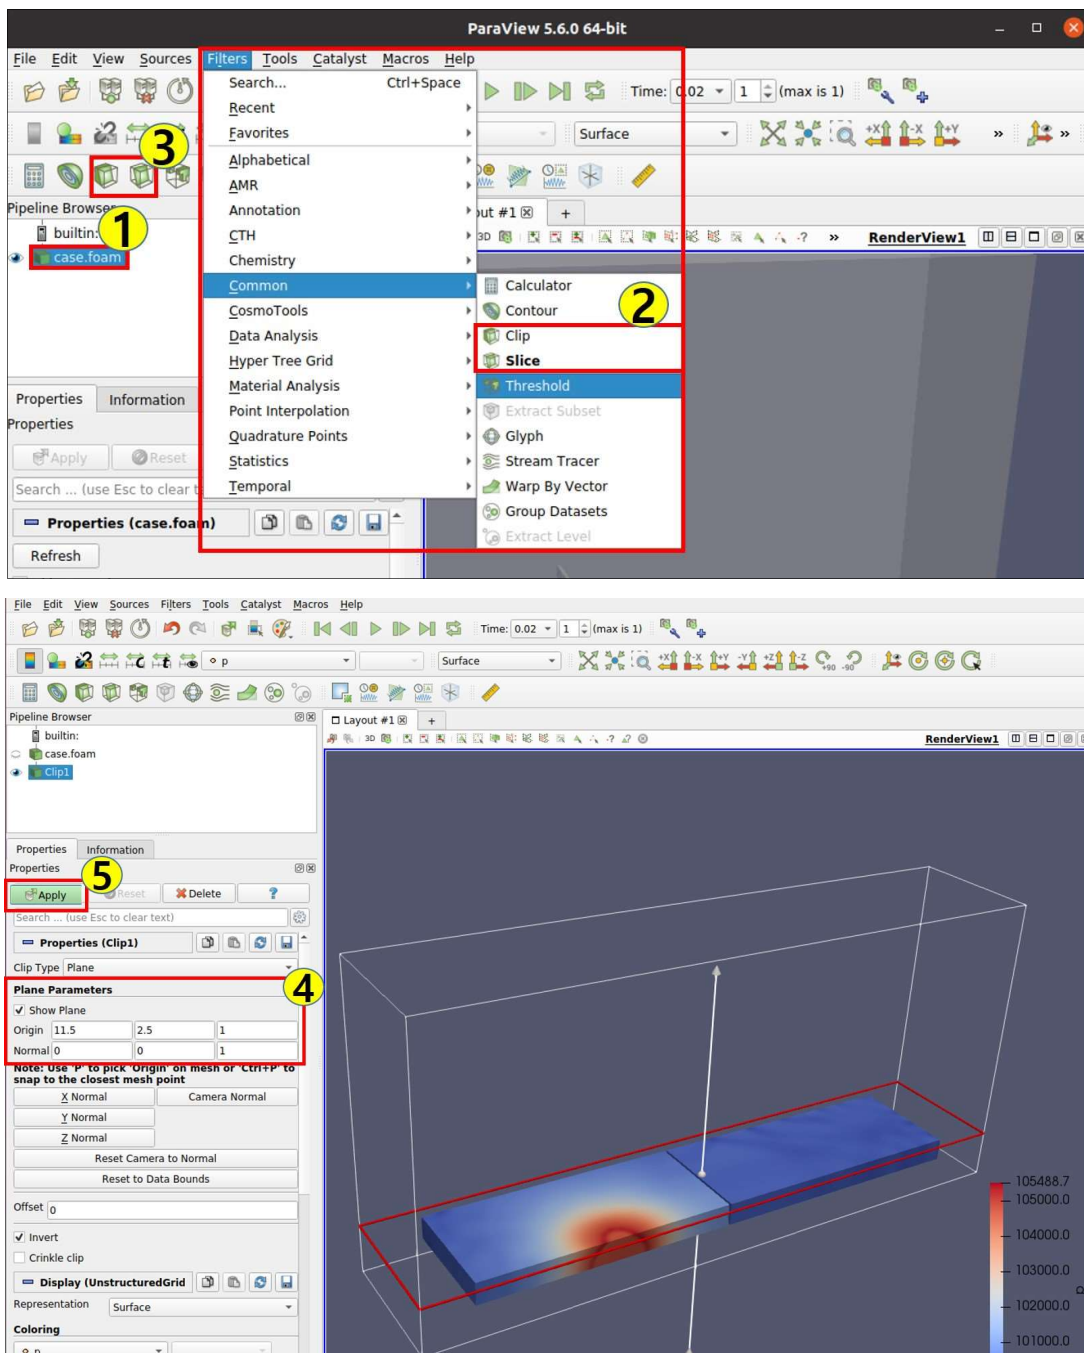 ParaView 5.6.0 64-bit
File Edit View Sources Filters Tools Catalyst Macros Help
Search... Ctrl+Space
Time: 0.02 1 (max is 1)
Recent
Favorites
Surface
+X -X +Y » »
3
Alphabetical
AMR
Pipeline Browser
Annotation
out #1 +
1
builtin:
CTH
3D » RenderView1
case.foam
Chemistry
Common
Calculator
CosmoTools
Contour
2
Data Analysis
Clip
Hyper Tree Grid
Slice
Properties Information
Material Analysis
Threshold
Properties
Point Interpolation
Extract Subset
Quadrature Points
Glyph
Apply Reset
Statistics
Stream Tracer
Search ... (use Esc to clear t
Temporal
Warp By Vector
Properties (case.foam)
Group Datasets
Extract Level
Refresh
File Edit View Sources Filters Tools Catalyst Macros Help
Time: 0.02 1 (max is 1)
p Surface +X -X +Y -Y +Z -Z +90 -90
Pipeline Browser
Layout #1 +
builtin:
3D RenderView1
case.foam
Clip1
Properties Information
Properties
5
Apply Reset Delete ?
Search ... (use Esc to clear text)
Properties (Clip1)
Clip Type Plane
4
Plane Parameters
Show Plane
Origin 11.5 2.5 1
Normal 0 0 1
Note: Use 'P' to pick 'Origin' on mesh or 'Ctrl+P' to
snap to the closest mesh point
X Normal Camera Normal
Y Normal
Z Normal
Reset Camera to Normal
Reset to Data Bounds
Offset 0
Invert
Crinkle clip
Display (UnstructuredGrid
Representation Surface
Coloring
p
105488.7
105000.0
104000.0
103000.0
102000.0
101000.0
p